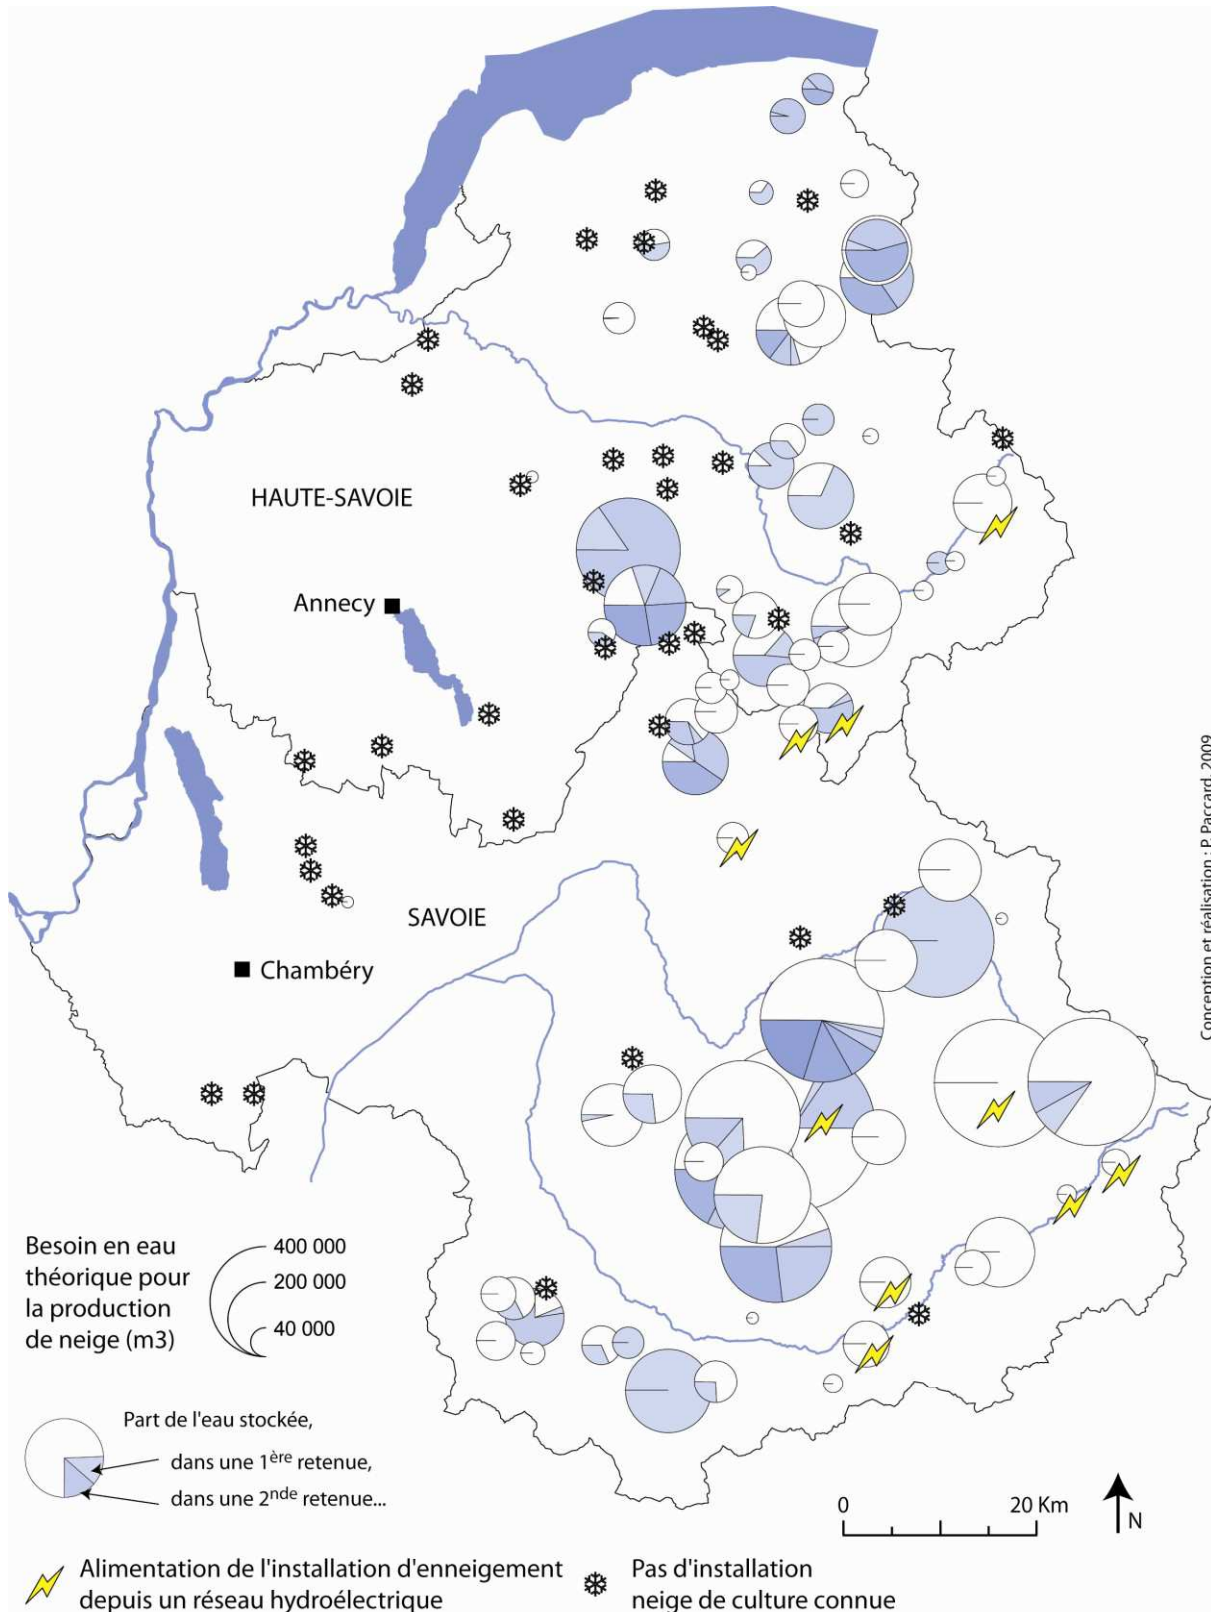 HAUTE-SAVOIE
Annecy
SAVOIE
Chambéry
Conception et réalisation : P. Paccard, 2009
Besoin en eau
théorique pour
la production
de neige (m3)
400 000
200 000
40 000
Part de l'eau stockée,
dans une 1ère retenue,
dans une 2nde retenue...
0 20 Km
N
Alimentation de l'installation d'enneigement
depuis un réseau hydroélectrique
Pas d'installation
neige de culture connue